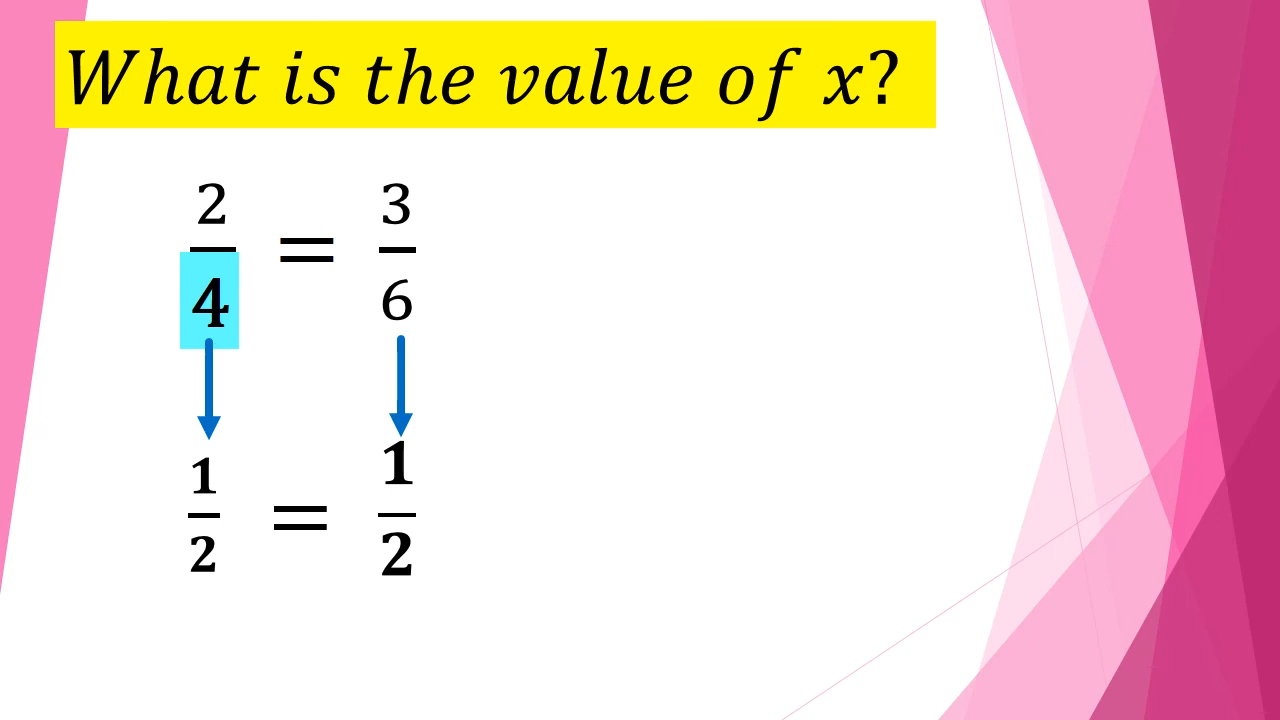 What is the value of x?
2/4 = 3/6
1/2 = 1/2